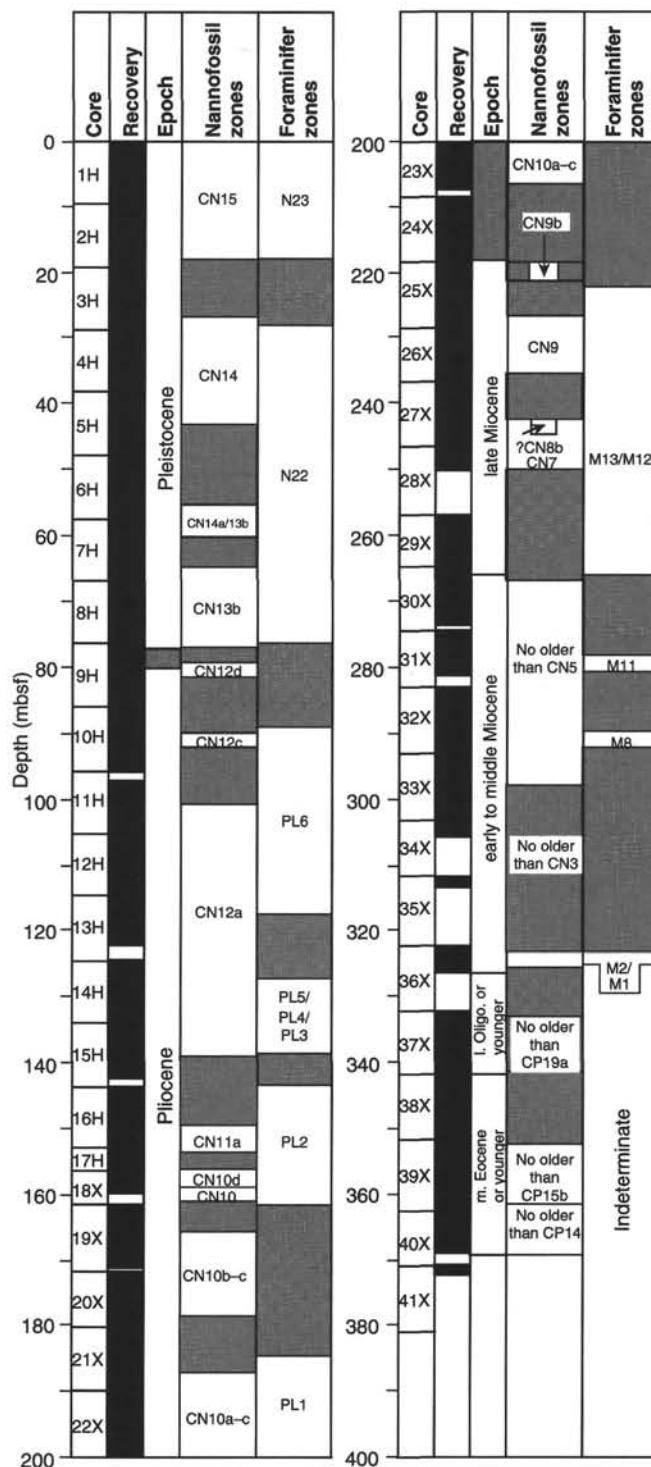 Core
Recovery
Epoch
Nannofossil
zones
Foraminifer
zones
Depth (mbsf)
0
20
40
60
80
100
120
140
160
180
200
1H
2H
3H
4H
5H
6H
7H
8H
9H
10H
11H
12H
13H
14H
15H
16H
17H
18X
19X
20X
21X
22X
Pleistocene
Pliocene
CN15
CN14
CN14a/13b
CN13b
CN12d
CN12c
CN12a
CN11a
CN10d
CN10
CN10b–c
CN10a–c
N23
N22
PL6
PL5/
PL4/
PL3
PL2
PL1
Core
Recovery
Epoch
Nannofossil
zones
Foraminifer
zones
200
220
240
260
280
300
320
340
360
380
400
23X
24X
25X
26X
27X
28X
29X
30X
31X
32X
33X
34X
35X
36X
37X
38X
39X
40X
41X
late Miocene
early to middle Miocene
l. Oligo. or
younger
m. Eocene
or younger
CN10a–c
CN9b
CN9
?CN8b
CN7
No older
than CN5
No older
than CN3
No older
than
CP19a
No older
than
CP15b
No older
than CP14
M13/M12
M11
M8
M2/
M1
Indeterminate